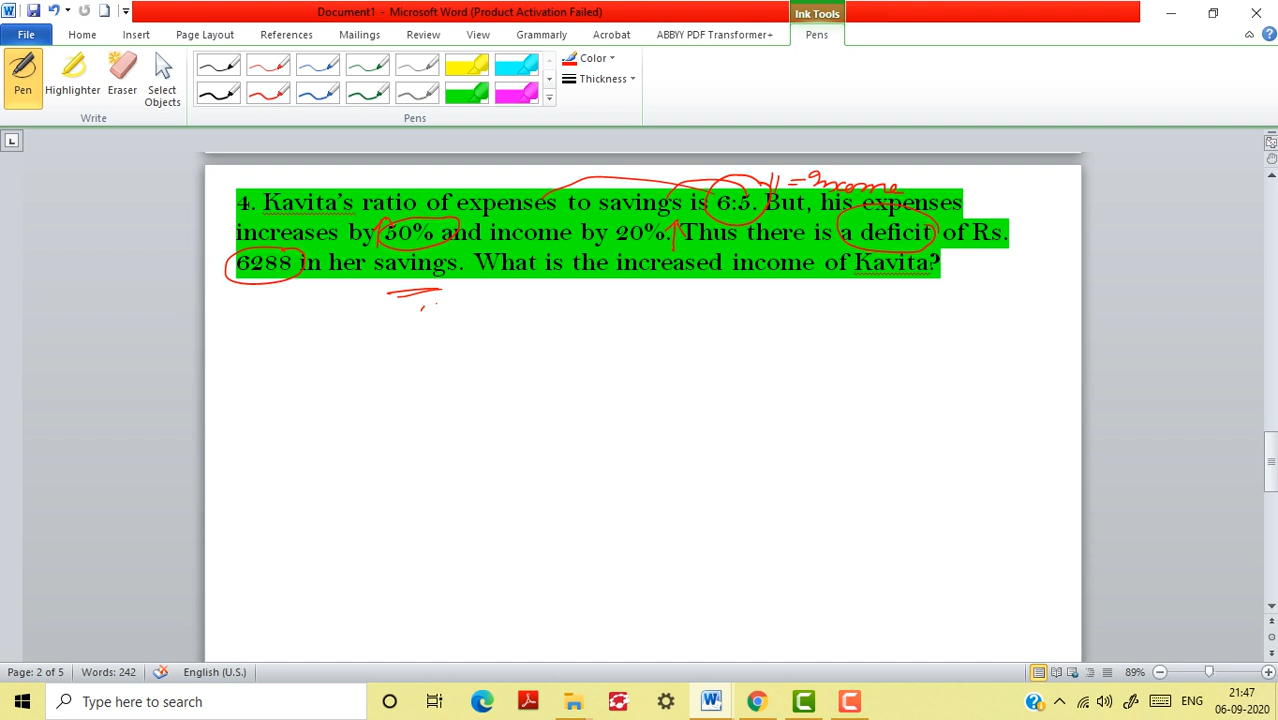 Document1 - Microsoft Word (Product Activation Failed)
Ink Tools
File Home Insert Page Layout References Mailings Review View Grammarly Acrobat ABBYY PDF Transformer+ Pens
Pen Highlighter Eraser Select Objects
Color
Thickness
Write
Pens
L
11 = Income
4. Kavita's ratio of expenses to savings is 6:5. But, his expenses
increases by 50% and income by 20%. Thus there is a deficit of Rs.
6288 in her savings. What is the increased income of Kavita?
Page: 2 of 5 Words: 242 English (U.S.) 89%
Type here to search
ENG
21:47
06-09-2020